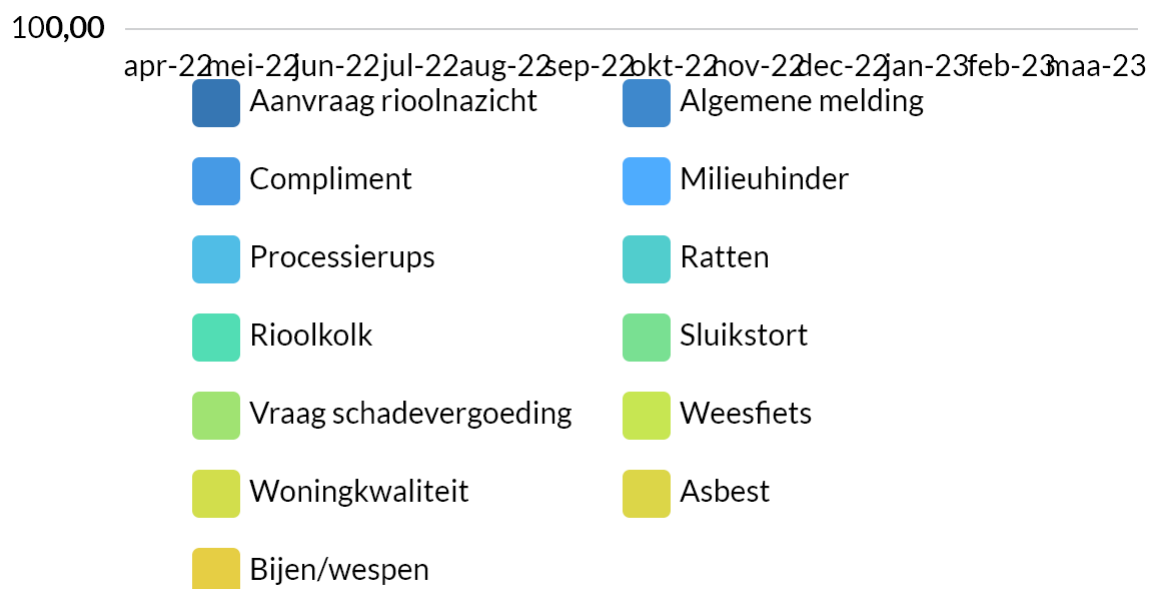 100,00
apr-22 mei-22 jun-22 jul-22 aug-22 sep-22 okt-22 nov-22 dec-22 jan-23 feb-23 maa-23
Aanvraag rioolnazicht Algemene melding
Compliment Milieuhinder
Processierups Ratten
Rioolkolk Sluikstort
Vraag schadevergoeding Weesfiets
Woningkwaliteit Asbest
Bijen/wespen